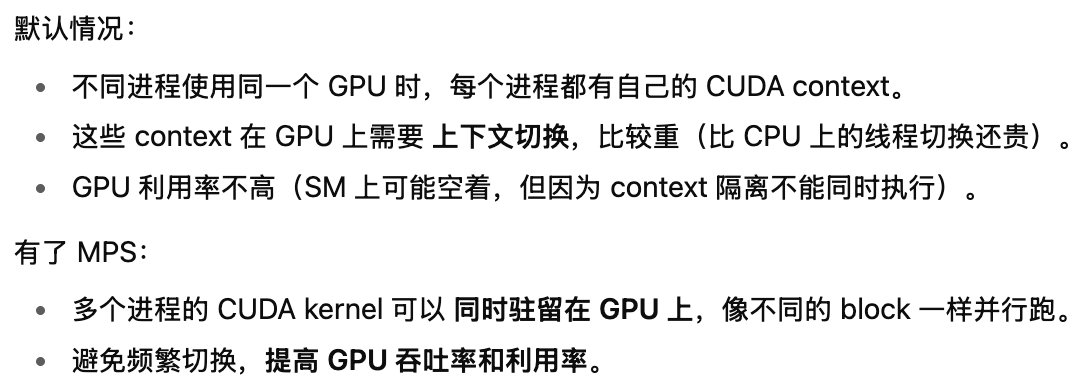 默认情况：
• 不同进程使用同一个 GPU 时，每个进程都有自己的 CUDA context。
• 这些 context 在 GPU 上需要 上下文切换，比较重（比 CPU 上的线程切换还贵）。
• GPU 利用率不高（SM 上可能空着，但因为 context 隔离不能同时执行）。
有了 MPS：
• 多个进程的 CUDA kernel 可以 同时驻留在 GPU 上，像不同的 block 一样并行跑。
• 避免频繁切换，提高 GPU 吞吐率和利用率。